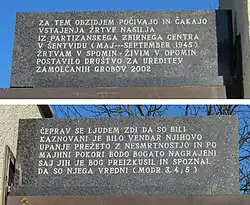 ZA TEM OBZIDJEM POČIVAJO IN ČAKAJO
VSTAJENJA ŽRTVE NASILJA
IZ PARTIZANSKEGA ZBIRNEGA CENTRA
V ŠENTVIDU (MAJ---SEPTEMBER 1945)
ŽRTVAM V SPOMIN - ŽIVIM V OPOMIN
POSTAVILO DRUŠTVO ZA UREDITEV
ZAMOLČANIH GROBOV 2002
ČEPRAV SE LJUDEM ZDI DA SO BILI
KAZNOVANI JE BILO VENDAR NJIHOVO
UPANJE PREŽETO Z NESMRTNOSTJO IN PO
MAJHNI POKORI BODO BOGATO NAGRAJENI
SAJ JIH JE BOG PREIZKUSIL IN SPOZNAL
DA SO NJEGA VREDNI (MODR 3,4,5)